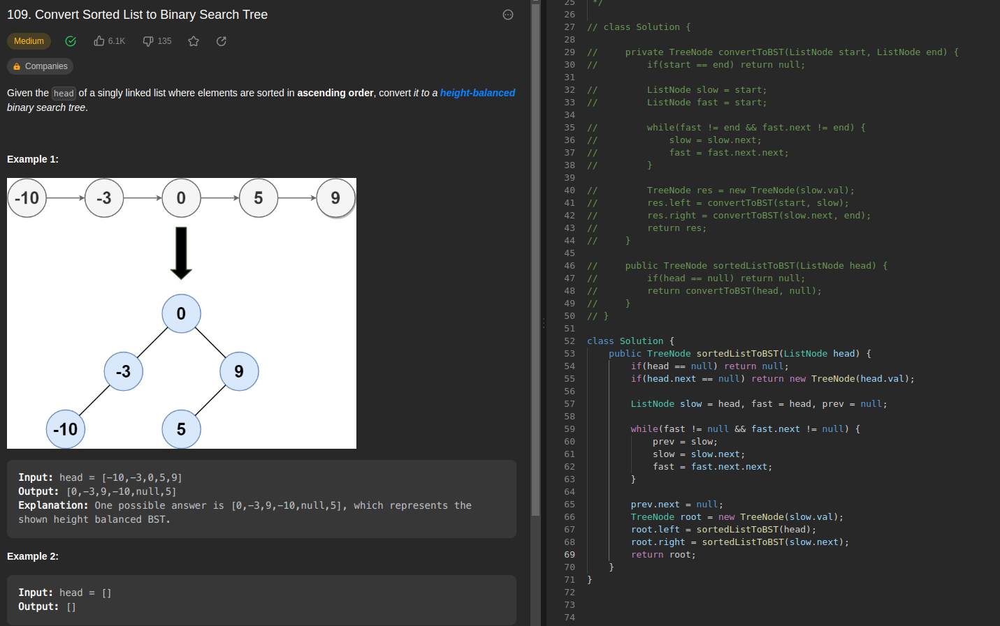 109. Convert Sorted List to Binary Search Tree
Medium 6.1K 135
Companies
Given the head of a singly linked list where elements are sorted in ascending order, convert it to a height-balanced
binary search tree.
Example 1:
-10 -3 0 5 9
0
-3 9
-10 5
Input: head = [-10,-3,0,5,9]
Output: [0,-3,9,-10,null,5]
Explanation: One possible answer is [0,-3,9,-10,null,5], which represents the
shown height balanced BST.
Example 2:
Input: head = []
Output: []
25 */
26
27 // class Solution {
28
29 //     private TreeNode convertToBST(ListNode start, ListNode end) {
30 //         if(start == end) return null;
31
32 //         ListNode slow = start;
33 //         ListNode fast = start;
34
35 //         while(fast != end && fast.next != end) {
36 //             slow = slow.next;
37 //             fast = fast.next.next;
38 //         }
39
40 //         TreeNode res = new TreeNode(slow.val);
41 //         res.left = convertToBST(start, slow);
42 //         res.right = convertToBST(slow.next, end);
43 //         return res;
44 //     }
45
46 //     public TreeNode sortedListToBST(ListNode head) {
47 //         if(head == null) return null;
48 //         return convertToBST(head, null);
49 //     }
50 // }
51
52 class Solution {
53     public TreeNode sortedListToBST(ListNode head) {
54         if(head == null) return null;
55         if(head.next == null) return new TreeNode(head.val);
56
57         ListNode slow = head, fast = head, prev = null;
58
59         while(fast != null && fast.next != null) {
60             prev = slow;
61             slow = slow.next;
62             fast = fast.next.next;
63         }
64
65         prev.next = null;
66         TreeNode root = new TreeNode(slow.val);
67         root.left = sortedListToBST(head);
68         root.right = sortedListToBST(slow.next);
69         return root;
70     }
71 }
72
73
74